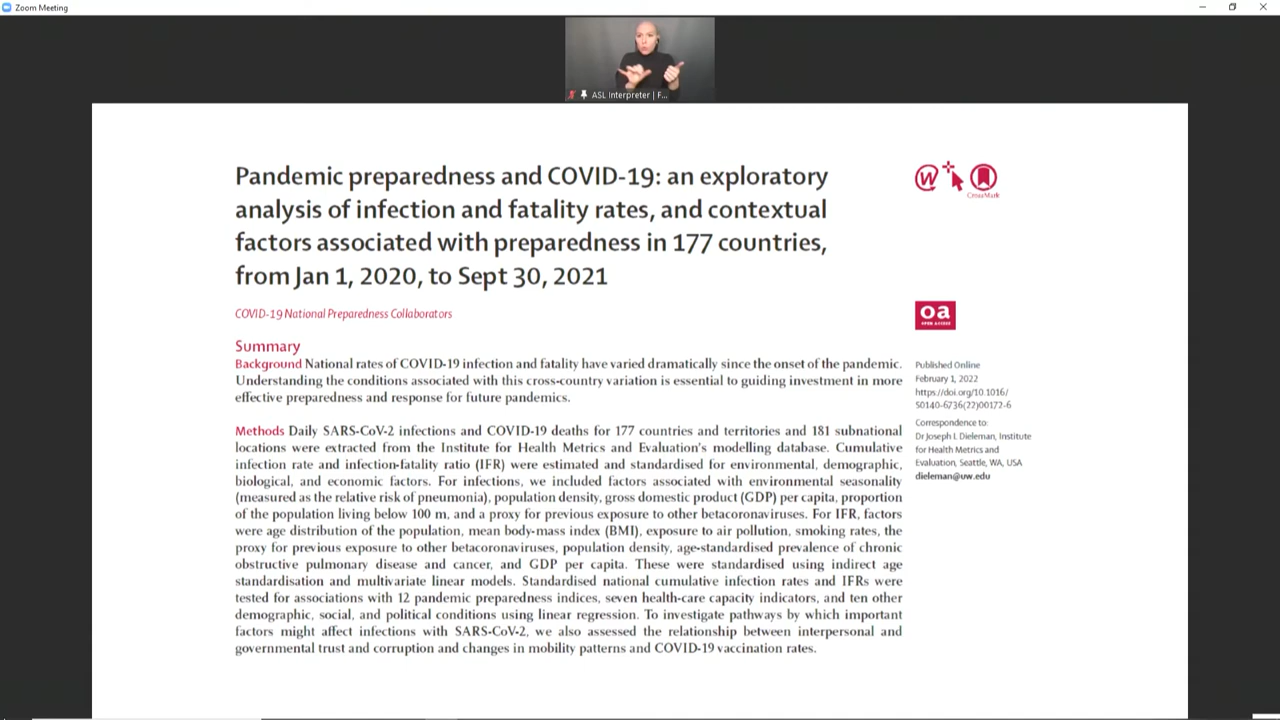 Zoom Meeting
ASL Interpreter | F...
Pandemic preparedness and COVID-19: an exploratory
analysis of infection and fatality rates, and contextual
factors associated with preparedness in 177 countries,
from Jan 1, 2020, to Sept 30, 2021
CrossMark
COVID-19 National Preparedness Collaborators
oa
OPEN ACCESS
Summary
Background National rates of COVID-19 infection and fatality have varied dramatically since the onset of the pandemic.
Understanding the conditions associated with this cross-country variation is essential to guiding investment in more
effective preparedness and response for future pandemics.
Methods Daily SARS-CoV-2 infections and COVID-19 deaths for 177 countries and territories and 181 subnational
locations were extracted from the Institute for Health Metrics and Evaluation's modelling database. Cumulative
infection rate and infection-fatality ratio (IFR) were estimated and standardised for environmental, demographic,
biological, and economic factors. For infections, we included factors associated with environmental seasonality
(measured as the relative risk of pneumonia), population density, gross domestic product (GDP) per capita, proportion
of the population living below 100 m, and a proxy for previous exposure to other betacoronaviruses. For IFR, factors
were age distribution of the population, mean body-mass index (BMI), exposure to air pollution, smoking rates, the
proxy for previous exposure to other betacoronaviruses, population density, age-standardised prevalence of chronic
obstructive pulmonary disease and cancer, and GDP per capita. These were standardised using indirect age
standardisation and multivariate linear models. Standardised national cumulative infection rates and IFRs were
tested for associations with 12 pandemic preparedness indices, seven health-care capacity indicators, and ten other
demographic, social, and political conditions using linear regression. To investigate pathways by which important
factors might affect infections with SARS-CoV-2, we also assessed the relationship between interpersonal and
governmental trust and corruption and changes in mobility patterns and COVID-19 vaccination rates.
Published Online
February 1, 2022
https://doi.org/10.1016/
S0140-6736(22)00172-6
Correspondence to:
Dr Joseph L Dieleman, Institute
for Health Metrics and
Evaluation, Seattle, WA, USA
dieleman@uw.edu